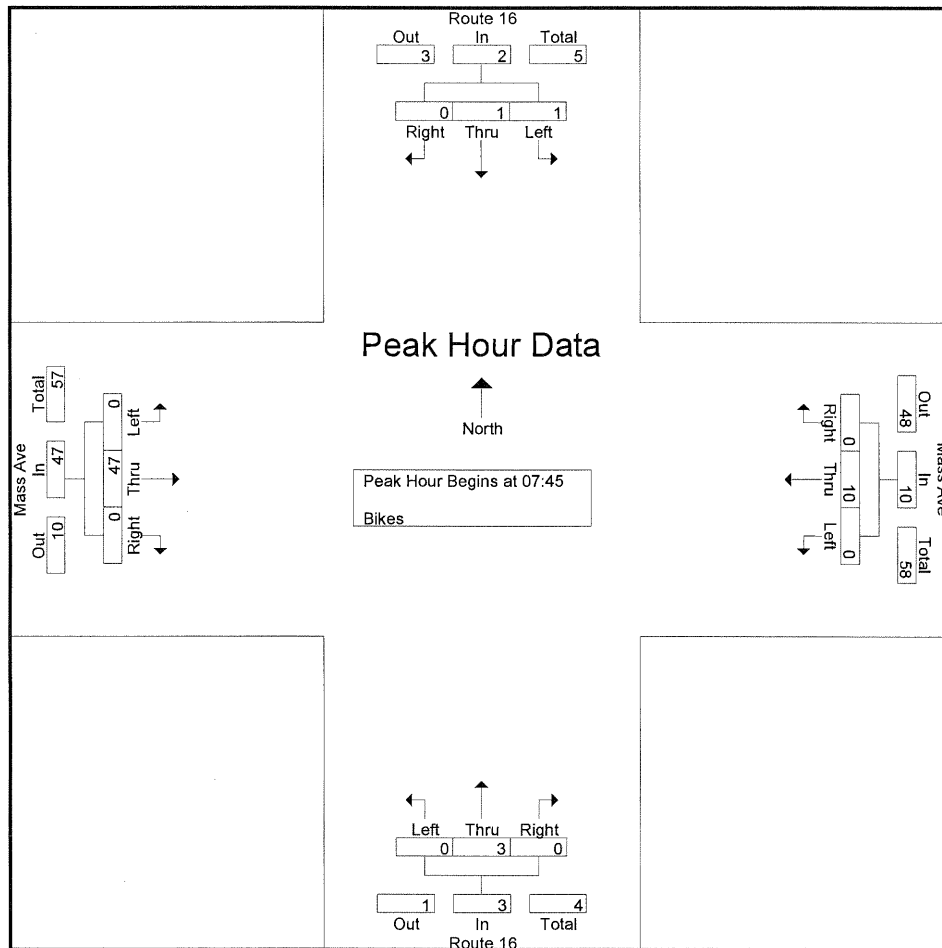 Route 16
Out In Total
3 2 5
0 1 1
Right Thru Left
Peak Hour Data
North
Peak Hour Begins at 07:45
Bikes
Mass Ave
Out In Total
10 47 57
Right Thru Left
0 47 0
Right Thru Left
0 10 0
Out In Total
48 10 58
Mass Ave
Left Thru Right
0 3 0
1 3 4
Out In Total
Route 16